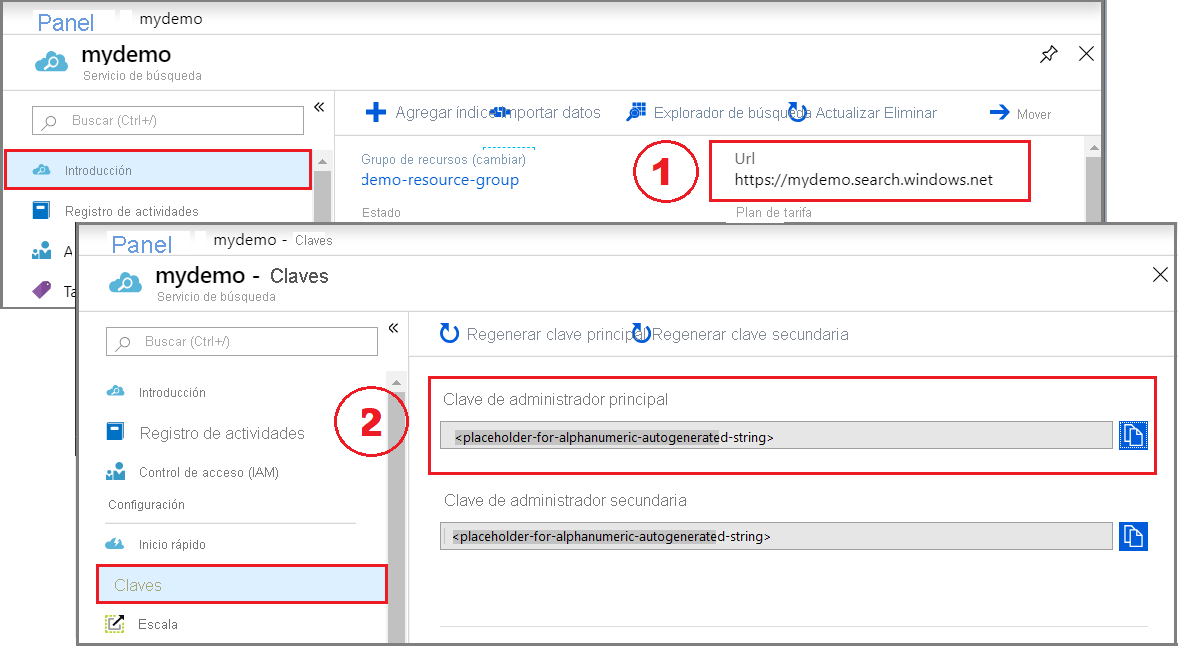 Panel mydemo
mydemo
Servicio de búsqueda
Buscar (Ctrl+/)
«
Agregar índice Importar datos Explorador de búsqueda Actualizar Eliminar Mover
Introducción
Registro de actividades
A
Ta
Grupo de recursos (cambiar)
demo-resource-group
Estado
1
Url
https://mydemo.search.windows.net
Plan de tarifa
Panel mydemo - Claves
mydemo - Claves
Servicio de búsqueda
Buscar (Ctrl+/)
«
Regenerar clave principal Regenerar clave secundaria
Introducción
Registro de actividades
Control de acceso (IAM)
Configuración
Inicio rápido
Claves
Escala
2
Clave de administrador principal
<placeholder-for-alphanumeric-autogenerated-string>
Clave de administrador secundaria
<placeholder-for-alphanumeric-autogenerated-string>